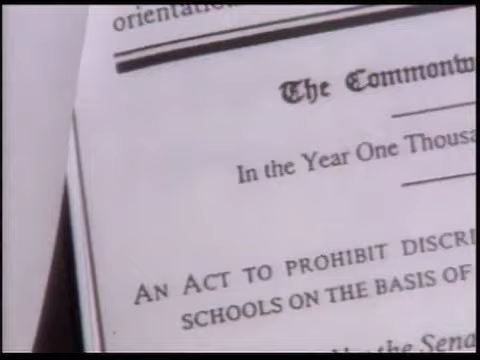 orientatio
The Commonw
In the Year One Thousa
AN ACT TO PROHIBIT DISCRI
SCHOOLS ON THE BASIS OF
by the Sena